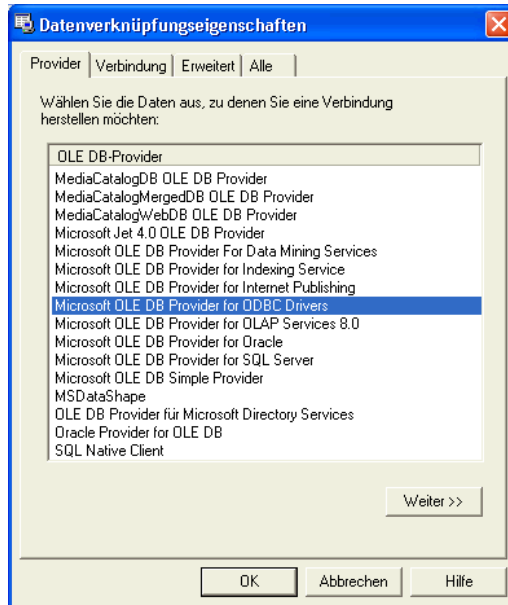 Datenverknüpfungseigenschaften
Provider Verbindung Erweitert Alle
Wählen Sie die Daten aus, zu denen Sie eine Verbindung
herstellen möchten:
OLE DB-Provider
MediaCatalogDB OLE DB Provider
MediaCatalogMergedDB OLE DB Provider
MediaCatalogWebDB OLE DB Provider
Microsoft Jet 4.0 OLE DB Provider
Microsoft OLE DB Provider For Data Mining Services
Microsoft OLE DB Provider for Indexing Service
Microsoft OLE DB Provider for Internet Publishing
Microsoft OLE DB Provider for ODBC Drivers
Microsoft OLE DB Provider for OLAP Services 8.0
Microsoft OLE DB Provider for Oracle
Microsoft OLE DB Provider for SQL Server
Microsoft OLE DB Simple Provider
MSDataShape
OLE DB Provider für Microsoft Directory Services
Oracle Provider for OLE DB
SQL Native Client
Weiter >>
OK Abbrechen Hilfe